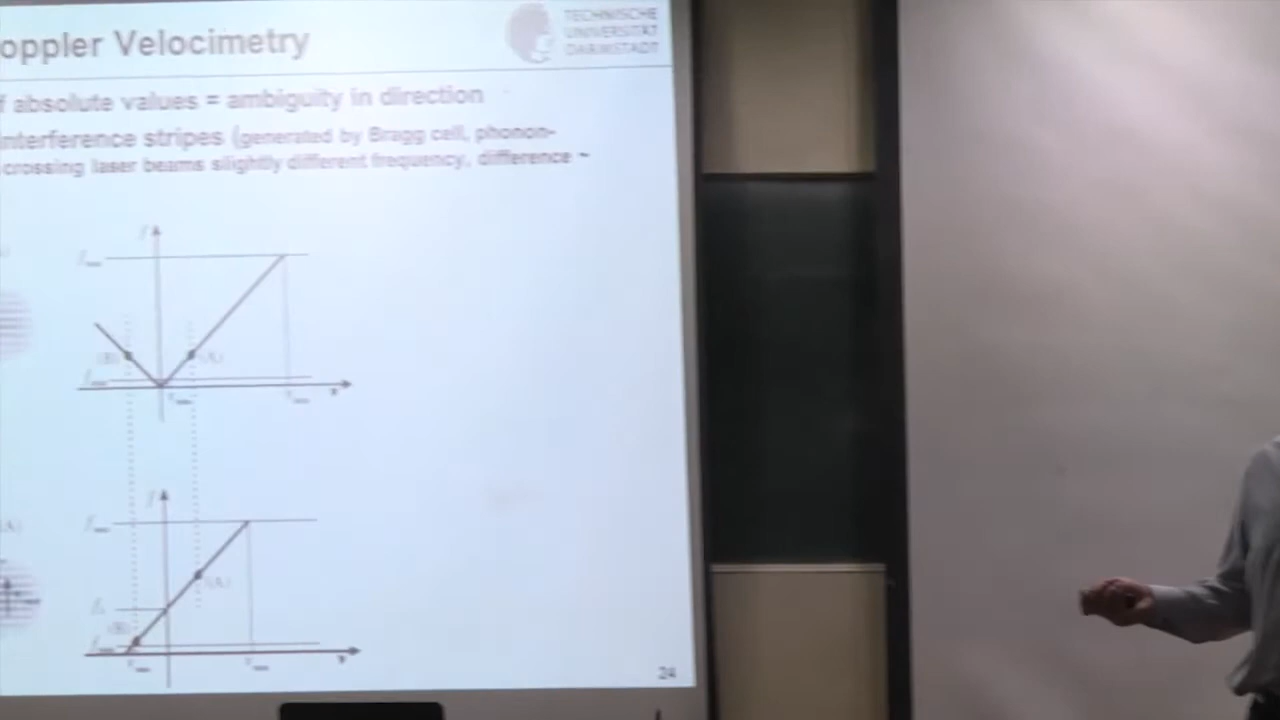 oppler Velocimetry
TECHNISCHE
UNIVERSITÄT
DARMSTADT
f absolute values = ambiguity in direction
nterference stripes (generated by Bragg cell, phonon-
crossing laser beams slightly different frequency, difference ~
f
f
(B)
(A)
v
f
(A)
f
(A)
f
(B)
v
24